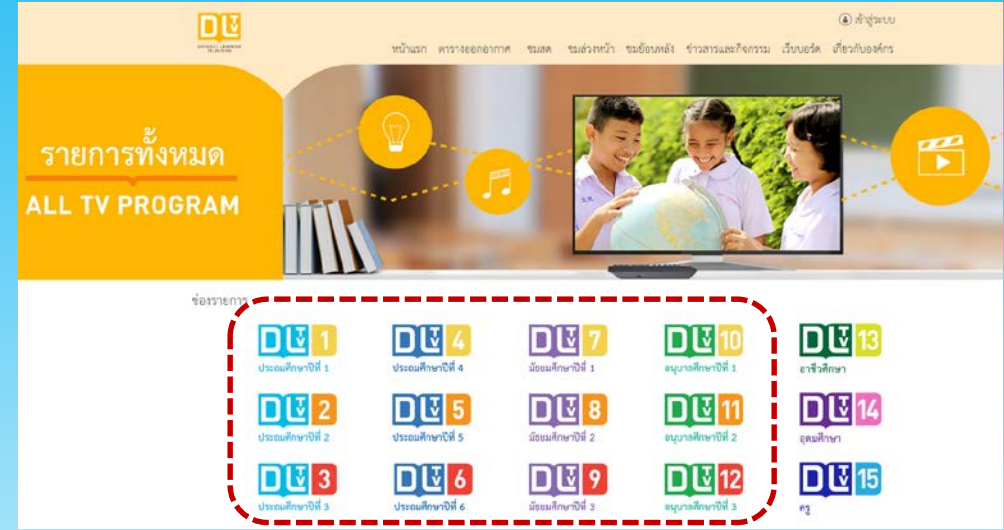 DLTV
DISTANCE LEARNING
TELEVISION
เข้าสู่ระบบ
หน้าแรก ตารางออกอากาศ ชมสด ชมล่วงหน้า ชมย้อนหลัง ข่าวสารและกิจกรรม เว็บบอร์ด เกี่ยวกับองค์กร
รายการทั้งหมด
ALL TV PROGRAM
ช่องรายการ
DLTV 1 DLTV 4 DLTV 7 DLTV 10 DLTV 13
ประถมศึกษาปีที่ 1 ประถมศึกษาปีที่ 4 มัธยมศึกษาปีที่ 1 อนุบาลศึกษาปีที่ 1 อาชีวศึกษา
DLTV 2 DLTV 5 DLTV 8 DLTV 11 DLTV 14
ประถมศึกษาปีที่ 2 ประถมศึกษาปีที่ 5 มัธยมศึกษาปีที่ 2 อนุบาลศึกษาปีที่ 2 อุดมศึกษา
DLTV 3 DLTV 6 DLTV 9 DLTV 12 DLTV 15
ประถมศึกษาปีที่ 3 ประถมศึกษาปีที่ 6 มัธยมศึกษาปีที่ 3 อนุบาลศึกษาปีที่ 3 ครู